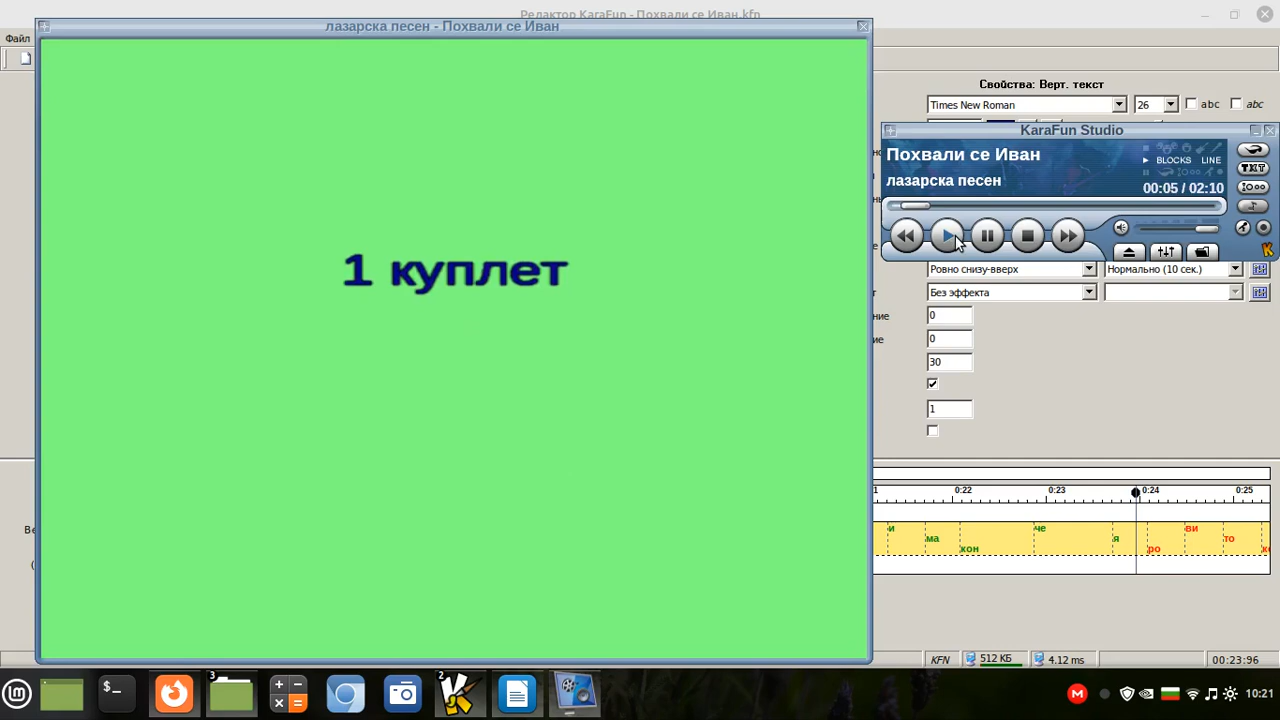 Редактор KaraFun - Похвали се Иван.kfn
лазарска песен - Похвали се Иван
Файл
1 куплет
Свойства: Верт. текст
Times New Roman 26 abc abc
KaraFun Studio
Похвали се Иван
BLOCKS LINE
лазарска песен
00:05 / 02:10
TEXT
Ровно снизу-вверх Нормально (10 сек.)
Без эффекта
0
0
30
1
0:22 0:23 0:24 0:25
и че ви
ма я то
кон ро
KFN 512 КБ 4.12 ms 00:23:96
3 2 10:21